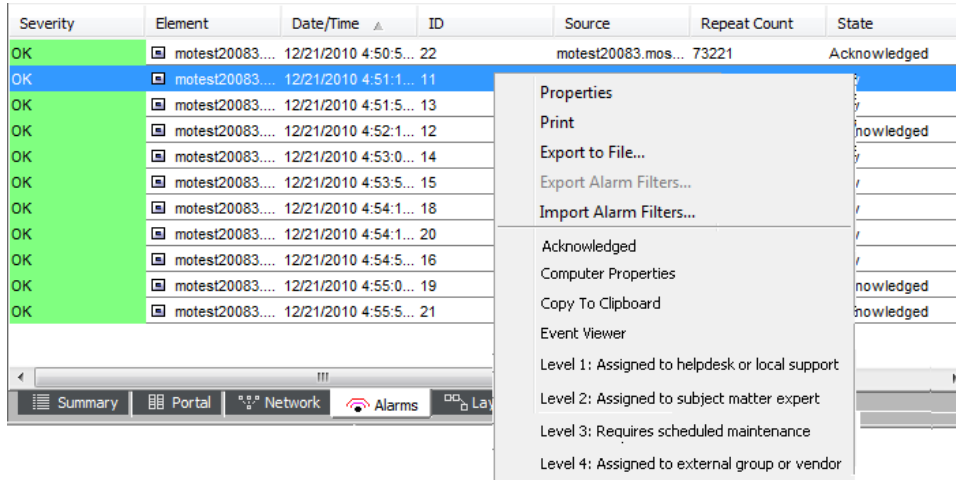 Severity Element Date/Time ID Source Repeat Count State
OK motest20083.... 12/21/2010 4:50:5... 22 motest20083.mos... 73221 Acknowledged
OK motest20083.... 12/21/2010 4:51:1... 11
OK motest20083.... 12/21/2010 4:51:5... 13
OK motest20083.... 12/21/2010 4:52:1... 12 nowledged
OK motest20083.... 12/21/2010 4:53:0... 14
OK motest20083.... 12/21/2010 4:53:5... 15
OK motest20083.... 12/21/2010 4:54:1... 18
OK motest20083.... 12/21/2010 4:54:1... 20
OK motest20083.... 12/21/2010 4:54:5... 16
OK motest20083.... 12/21/2010 4:55:0... 19 nowledged
OK motest20083.... 12/21/2010 4:55:5... 21 nowledged
Properties
Print
Export to File...
Export Alarm Filters...
Import Alarm Filters...
Acknowledged
Computer Properties
Copy To Clipboard
Event Viewer
Level 1: Assigned to helpdesk or local support
Level 2: Assigned to subject matter expert
Level 3: Requires scheduled maintenance
Level 4: Assigned to external group or vendor
Summary Portal Network Alarms Lay